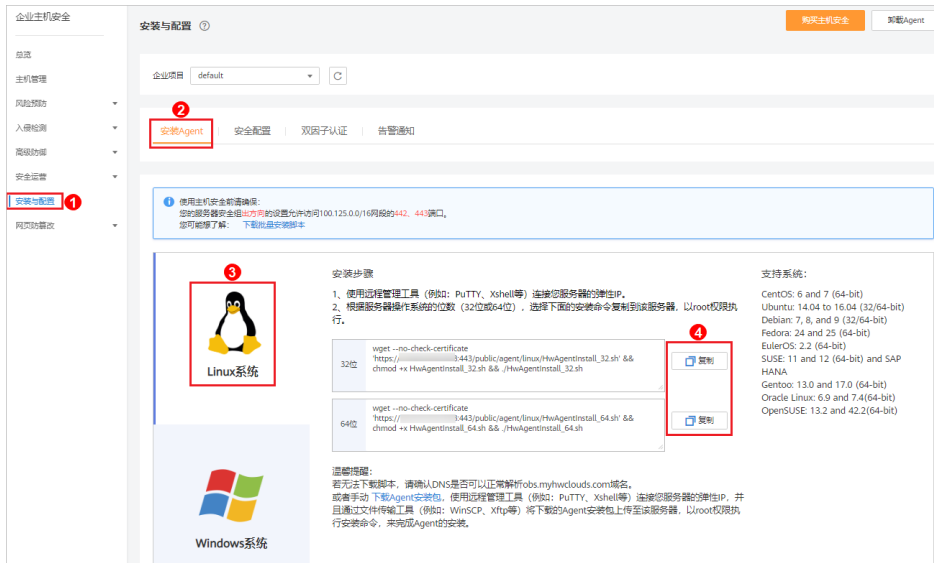 企业主机安全
总览
主机管理
风险预防
入侵检测
高级防御
安全运营
安装与配置
1
网页防篡改
安装与配置
购买主机安全
卸载Agent
企业项目
default
2
安装Agent
安全配置
双因子认证
告警通知
使用主机安全前请确保：
您的服务器安全组出方向的设置允许访问100.125.0.0/16网段的442、443端口。
您可能想了解： 下载批量安装脚本
3
Linux系统
Windows系统
安装步骤
1、使用远程管理工具（例如：PuTTY、Xshell等）连接您服务器的弹性IP。
2、根据服务器操作系统的位数（32位或64位），选择下面的安装命令复制到该服务器，以root权限执
行。
4
32位
wget --no-check-certificate
'https:// :443/public/agent/linux/HwAgentInstall_32.sh' &&
chmod +x HwAgentInstall_32.sh && ./HwAgentInstall_32.sh
复制
64位
wget --no-check-certificate
'https:// :443/public/agent/linux/HwAgentInstall_64.sh' &&
chmod +x HwAgentInstall_64.sh && ./HwAgentInstall_64.sh
复制
温馨提醒：
若无法下载脚本，请确认DNS是否可以正常解析obs.myhwclouds.com域名。
或者手动 下载Agent安装包，使用远程管理工具（例如：PuTTY、Xshell等）连接您服务器的弹性IP，并
且通过文件传输工具（例如：WinSCP、Xftp等）将下载的Agent安装包上传至该服务器，以root权限执
行安装命令，来完成Agent的安装。
支持系统：
CentOS: 6 and 7 (64-bit)
Ubuntu: 14.04 to 16.04 (32/64-bit)
Debian: 7, 8, and 9 (32/64-bit)
Fedora: 24 and 25 (64-bit)
EulerOS: 2.2 (64-bit)
SUSE: 11 and 12 (64-bit) and SAP
HANA
Gentoo: 13.0 and 17.0 (64-bit)
Oracle Linux: 6.9 and 7.4(64-bit)
OpenSUSE: 13.2 and 42.2(64-bit)